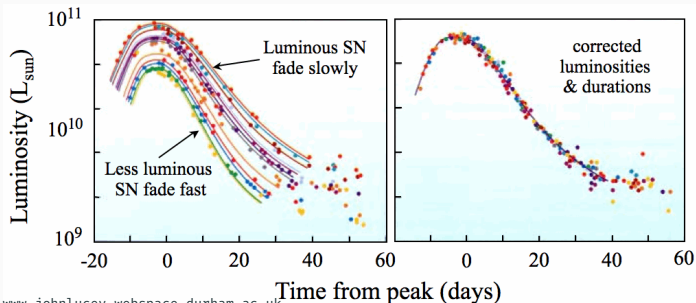 Luminosity (Lsun)
10¹¹
10¹⁰
10⁹
Luminous SN
fade slowly
Less luminous
SN fade fast
corrected
luminosities
& durations
-20 0 20 40 60
0 20 40 60
Time from peak (days)